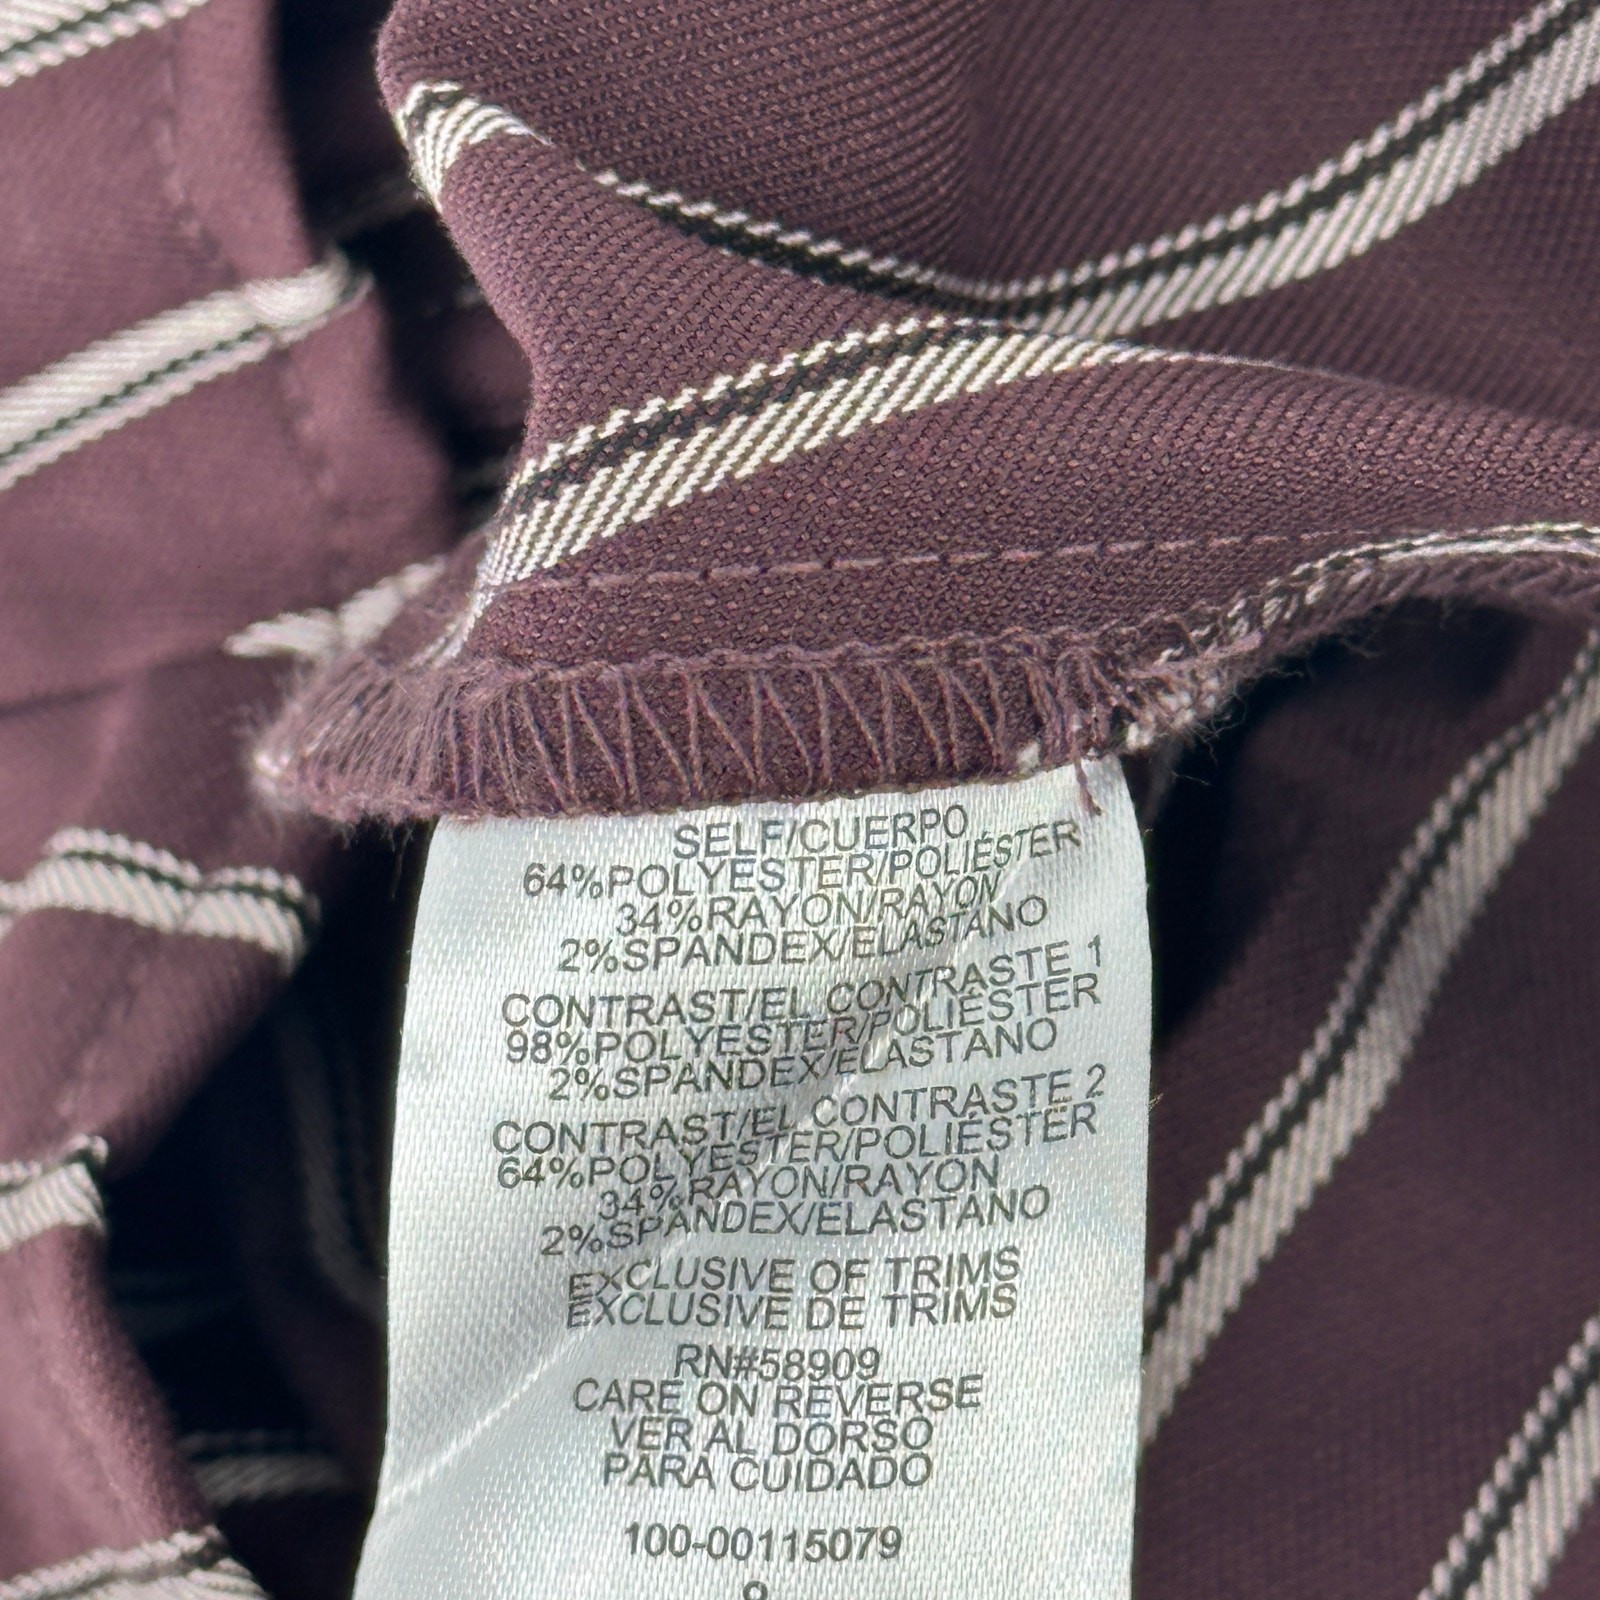 SELF/CUERPO
64%POLYESTER/POLIÉSTER
34%RAYON/RAYON
2%SPANDEX/ELASTANO
CONTRAST/EL CONTRASTE 1
98%POLYESTER/POLIÉSTER
2%SPANDEX/ELASTANO
CONTRAST/EL CONTRASTE 2
64%POLYESTER/POLIÉSTER
34%RAYON/RAYON
2%SPANDEX/ELASTANO
EXCLUSIVE OF TRIMS
EXCLUSIVE DE TRIMS
RN#58909
CARE ON REVERSE
VER AL DORSO
PARA CUIDADO
100-00115079